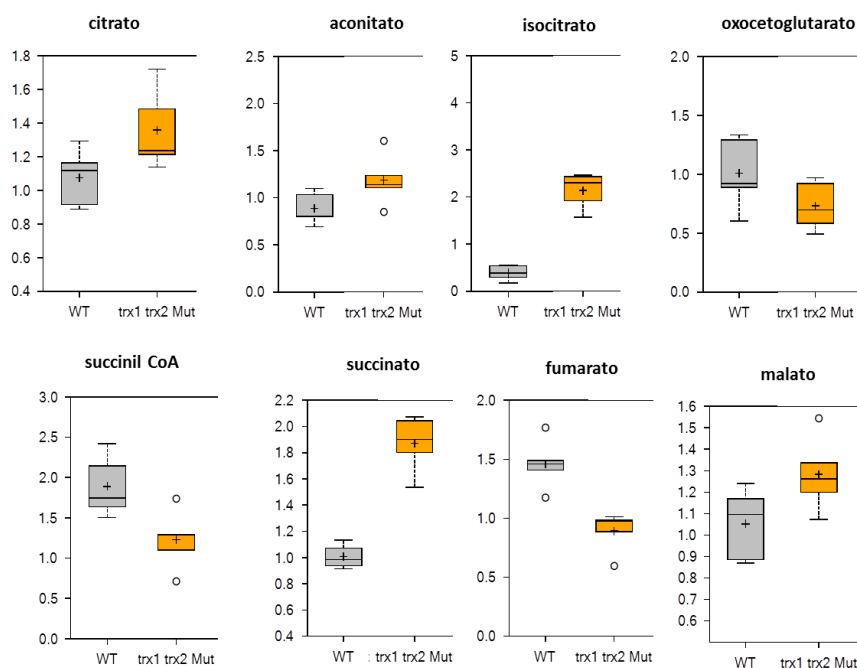 citrato
aconitato
isocitrato
oxocetoglutarato
1.8
1.6
1.4
1.2
1.0
0.8
0.6
0.4
WT
trx1 trx2 Mut
2.5
2.0
1.5
1.0
0.5
0.0
WT
trx1 trx2 Mut
5
4
3
2
1
0
WT
trx1 trx2 Mut
2.0
1.5
1.0
0.5
0.0
WT
trx1 trx2 Mut
succinil CoA
succinato
fumarato
malato
3.0
2.5
2.0
1.5
1.0
0.5
0.0
WT
trx1 trx2 Mut
2.2
2.0
1.8
1.6
1.4
1.2
1.0
0.8
0.6
0.4
WT
: trx1 trx2 Mut
2.0
1.5
1.0
0.5
0.0
WT
trx1 trx2 Mut
1.6
1.5
1.4
1.3
1.2
1.1
1.0
0.9
0.8
0.7
0.6
WT
trx1 trx2 Mut